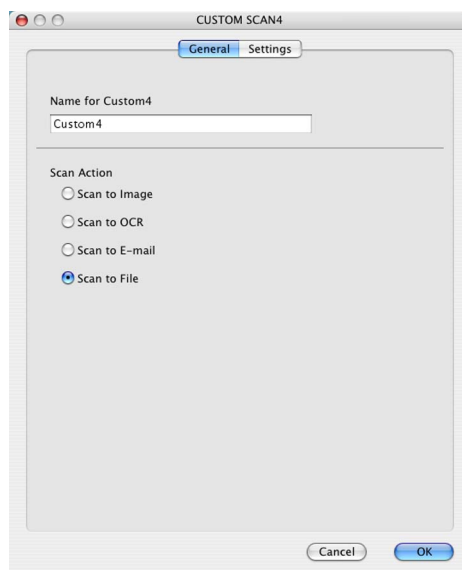 CUSTOM SCAN4
General Settings
Name for Custom4
Custom4
Scan Action
Scan to Image
Scan to OCR
Scan to E-mail
Scan to File
Cancel OK